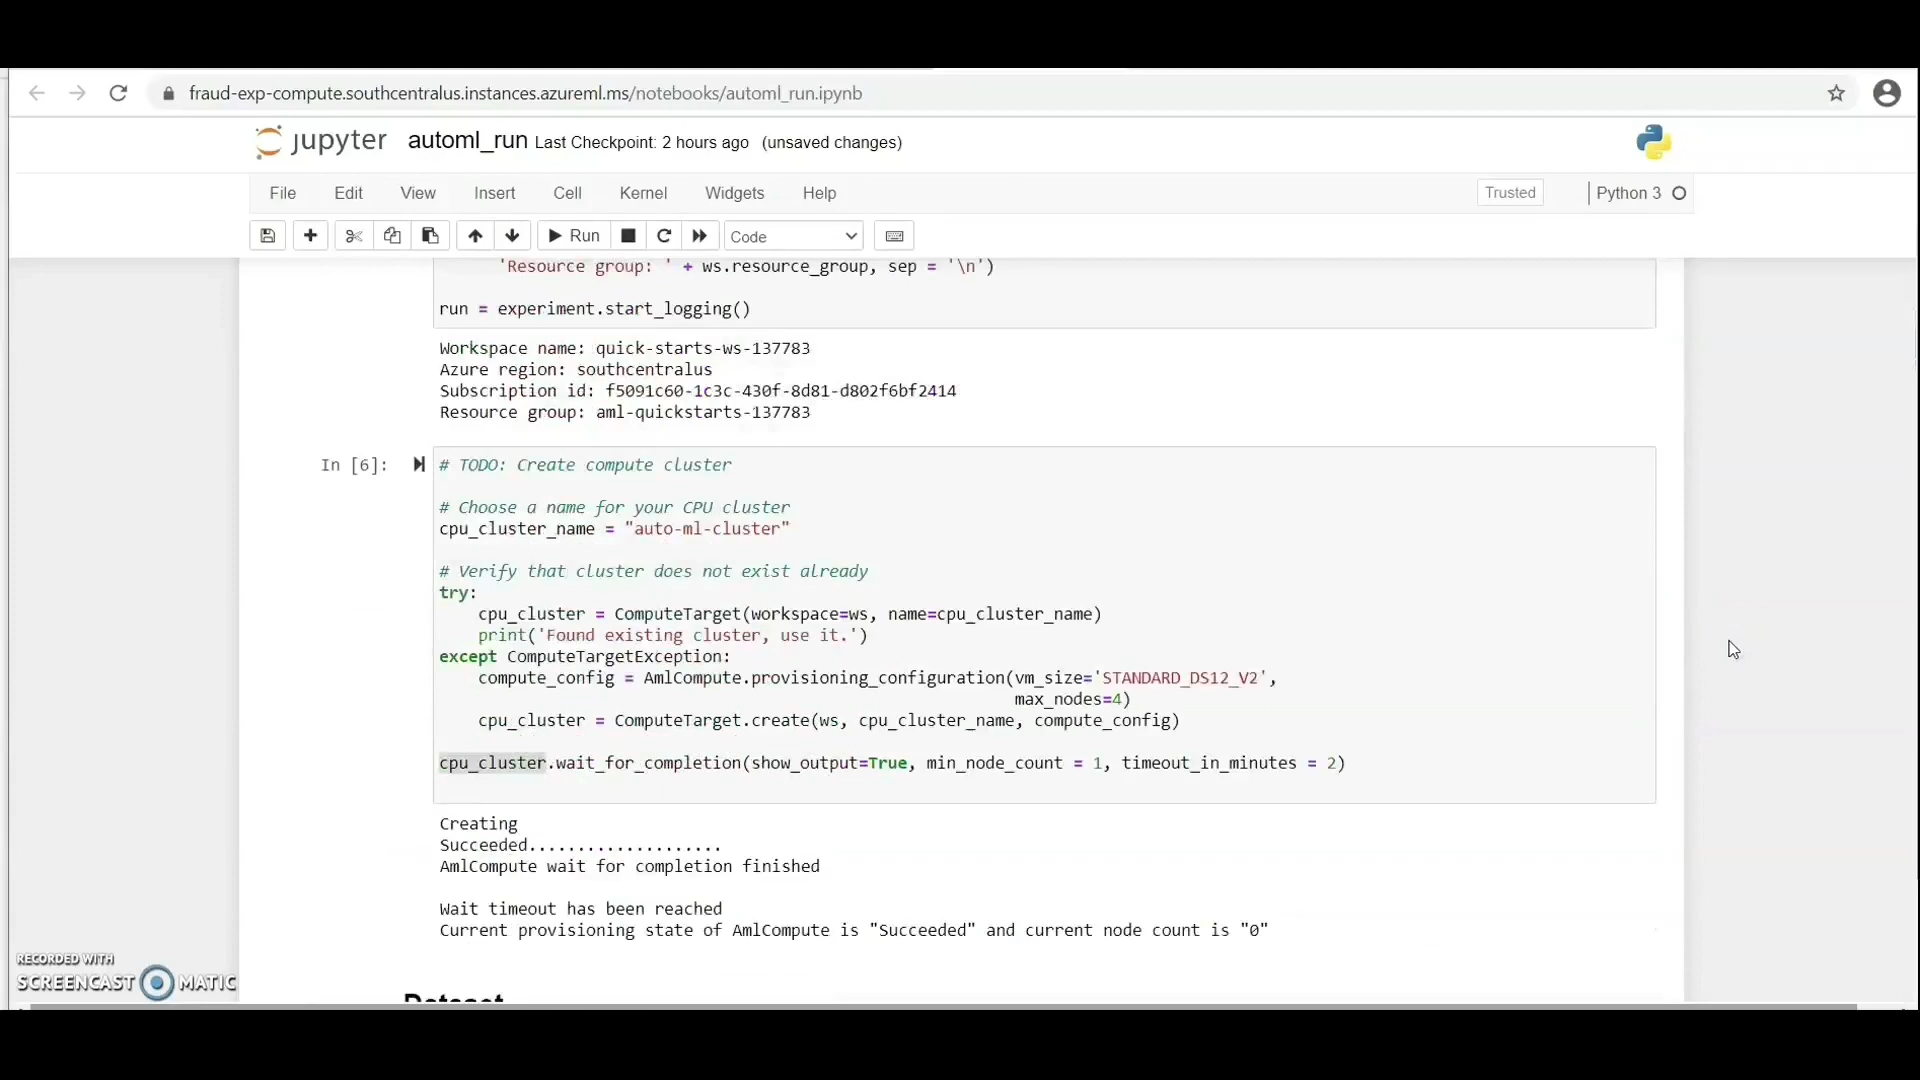 fraud-exp-compute.southcentralus.instances.azureml.ms/notebooks/automl_run.ipynb
jupyter automl_run Last Checkpoint: 2 hours ago (unsaved changes)
File Edit View Insert Cell Kernel Widgets Help Trusted Python 3
Run Code
'Resource group: ' + ws.resource_group, sep = '\n')
run = experiment.start_logging()
Workspace name: quick-starts-ws-137783
Azure region: southcentralus
Subscription id: f5091c60-1c3c-430f-8d81-d802f6bf2414
Resource group: aml-quickstarts-137783
In [6]: # TODO: Create compute cluster
# Choose a name for your CPU cluster
cpu_cluster_name = "auto-ml-cluster"
# Verify that cluster does not exist already
try:
cpu_cluster = ComputeTarget(workspace=ws, name=cpu_cluster_name)
print('Found existing cluster, use it.')
except ComputeTargetException:
compute_config = AmlCompute.provisioning_configuration(vm_size='STANDARD_DS12_V2',
max_nodes=4)
cpu_cluster = ComputeTarget.create(ws, cpu_cluster_name, compute_config)
cpu_cluster.wait_for_completion(show_output=True, min_node_count = 1, timeout_in_minutes = 2)
Creating
Succeeded....................
AmlCompute wait for completion finished
Wait timeout has been reached
Current provisioning state of AmlCompute is "Succeeded" and current node count is "0"
RECORDED WITH
SCREENCAST MATIC
Dataset